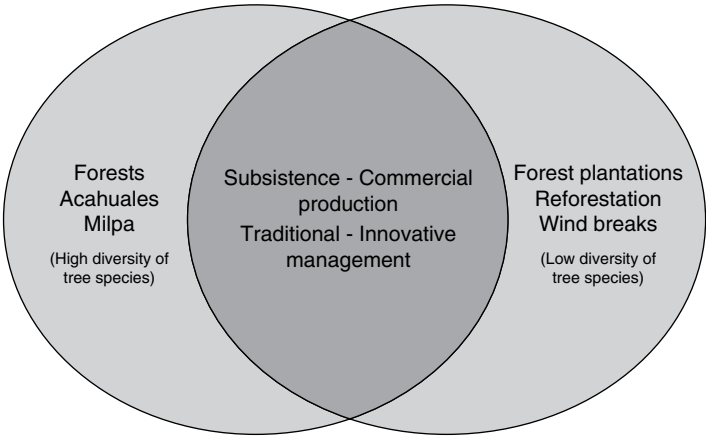 Forests
Acahuales
Milpa
(High diversity of
tree species)
Subsistence - Commercial
production
Traditional - Innovative
management
Forest plantations
Reforestation
Wind breaks
(Low diversity of
tree species)